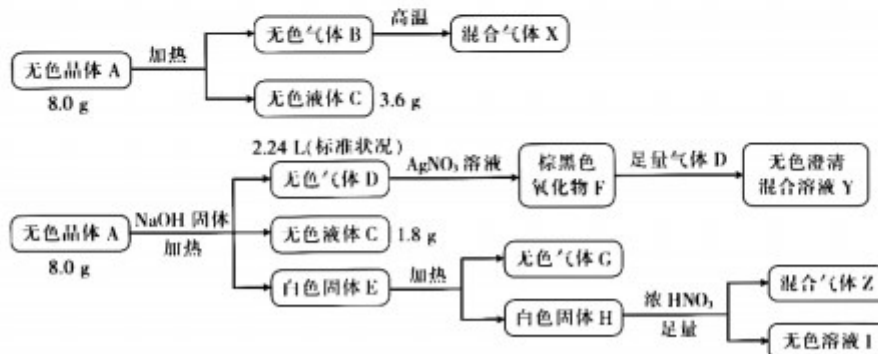 高温
无色气体 B
混合气体 X
加热
无色晶体 A
8.0 g
无色液体 C
3.6 g
2.24 L(标准状况)
无色气体 D
AgNO₃ 溶液
棕黑色
氧化物 F
足量气体 D
无色澄清
混合溶液 Y
NaOH 固体
加热
无色晶体 A
8.0 g
无色液体 C
1.8 g
白色固体 E
加热
无色气体 G
白色固体 H
浓 HNO₃
足量
混合气体 Z
无色溶液 I